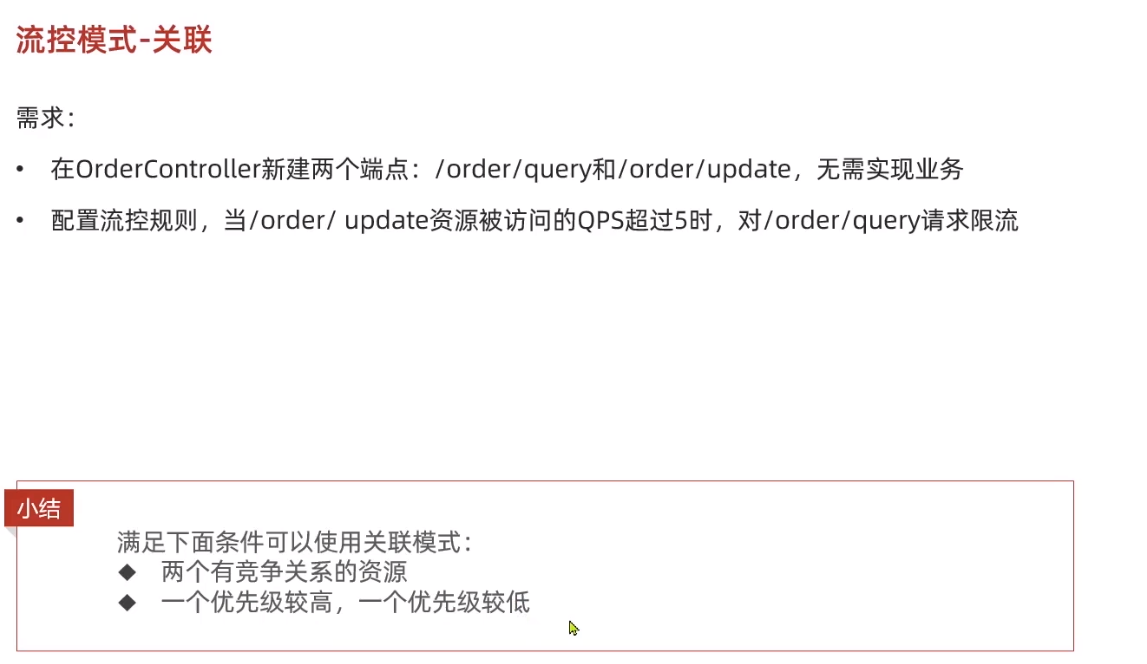 流控模式-关联
需求：
• 在OrderController新建两个端点：/order/query和/order/update，无需实现业务
• 配置流控规则，当/order/ update资源被访问的QPS超过5时，对/order/query请求限流
小结
满足下面条件可以使用关联模式：
◆ 两个有竞争关系的资源
◆ 一个优先级较高，一个优先级较低